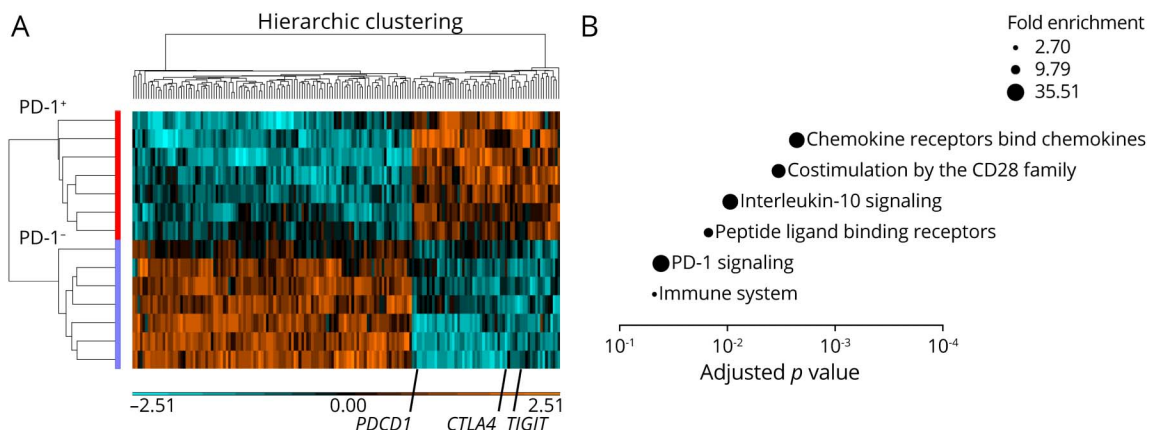 A
Hierarchic clustering
PD-1⁺
PD-1⁻
−2.51
0.00
2.51
PDCD1
CTLA4
TIGIT
B
Fold enrichment
2.70
9.79
35.51
Chemokine receptors bind chemokines
Costimulation by the CD28 family
Interleukin-10 signaling
Peptide ligand binding receptors
PD-1 signaling
Immune system
10⁻¹
10⁻²
10⁻³
10⁻⁴
Adjusted p value